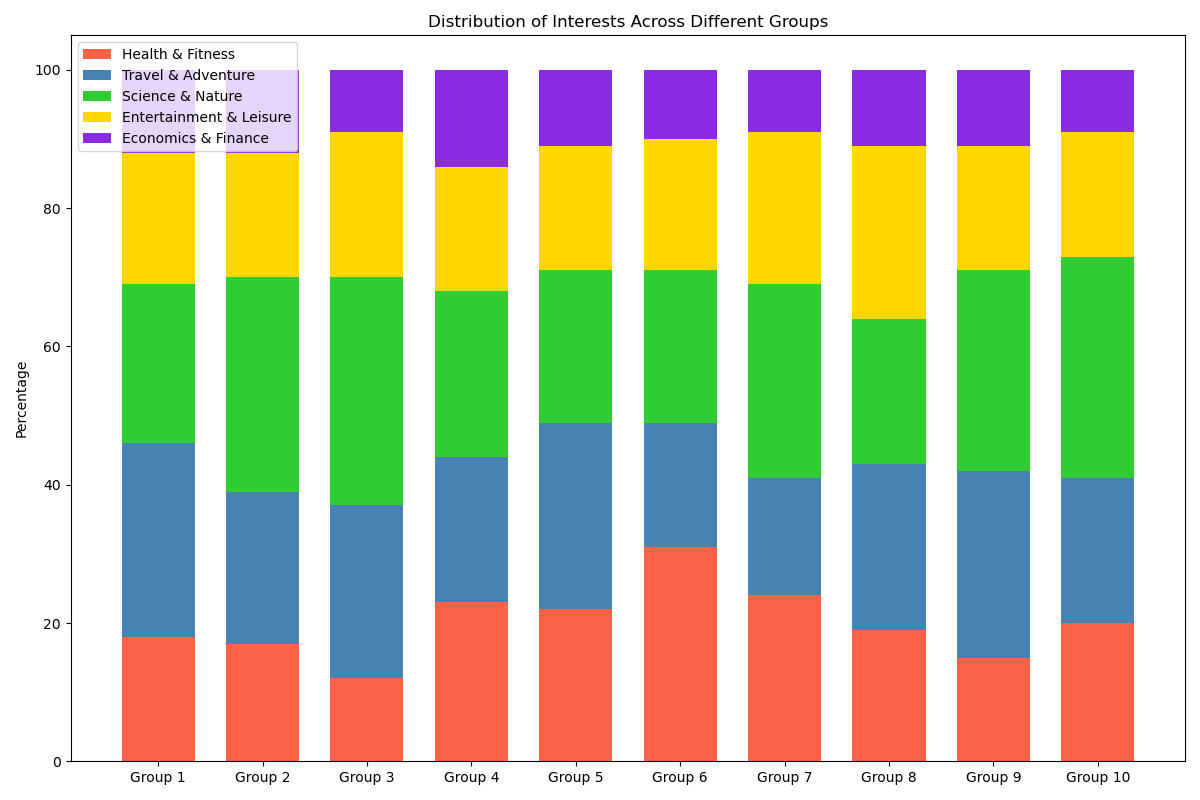 Distribution of Interests Across Different Groups
Health & Fitness
Travel & Adventure
Science & Nature
Entertainment & Leisure
Economics & Finance
Percentage
100
80
60
40
20
0
Group 1 Group 2 Group 3 Group 4 Group 5 Group 6 Group 7 Group 8 Group 9 Group 10